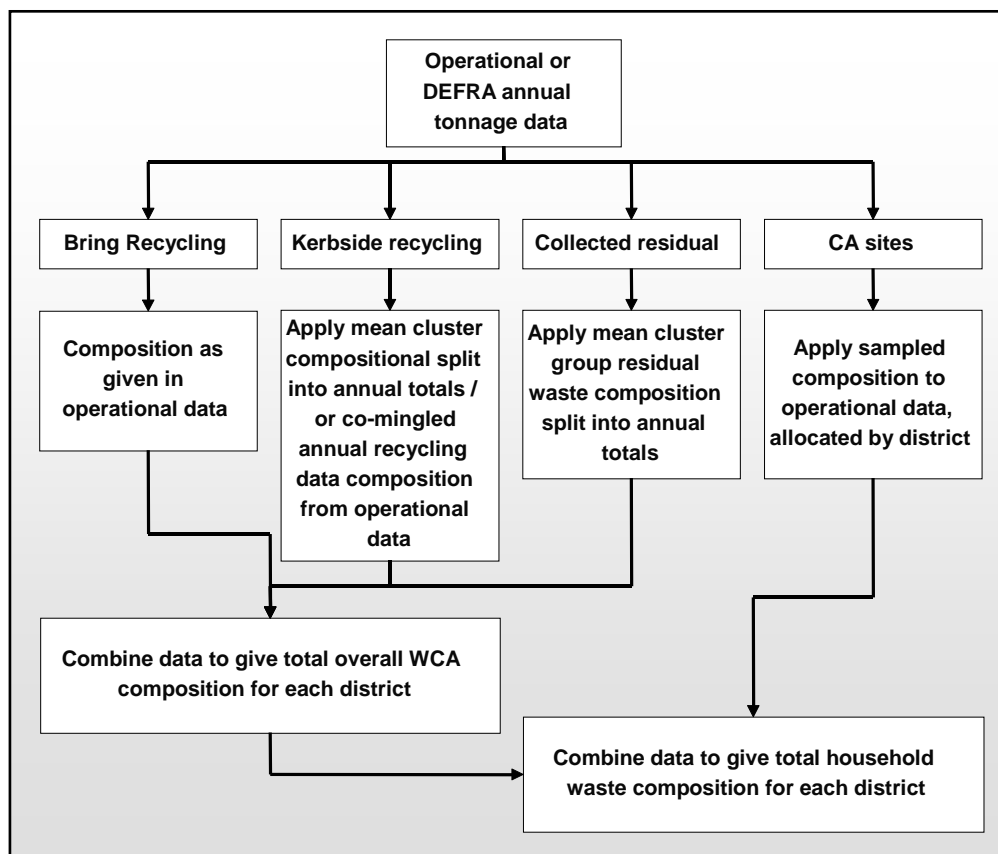 Operational or
DEFRA annual
tonnage data
Bring Recycling
Kerbside recycling
Collected residual
CA sites
Composition as
given in
operational data
Apply mean cluster
compositional split
into annual totals /
or co-mingled
annual recycling
data composition
from operational
data
Apply mean cluster
group residual
waste composition
split into annual
totals
Apply sampled
composition to
operational data,
allocated by district
Combine data to give total overall WCA
composition for each district
Combine data to give total household
waste composition for each district